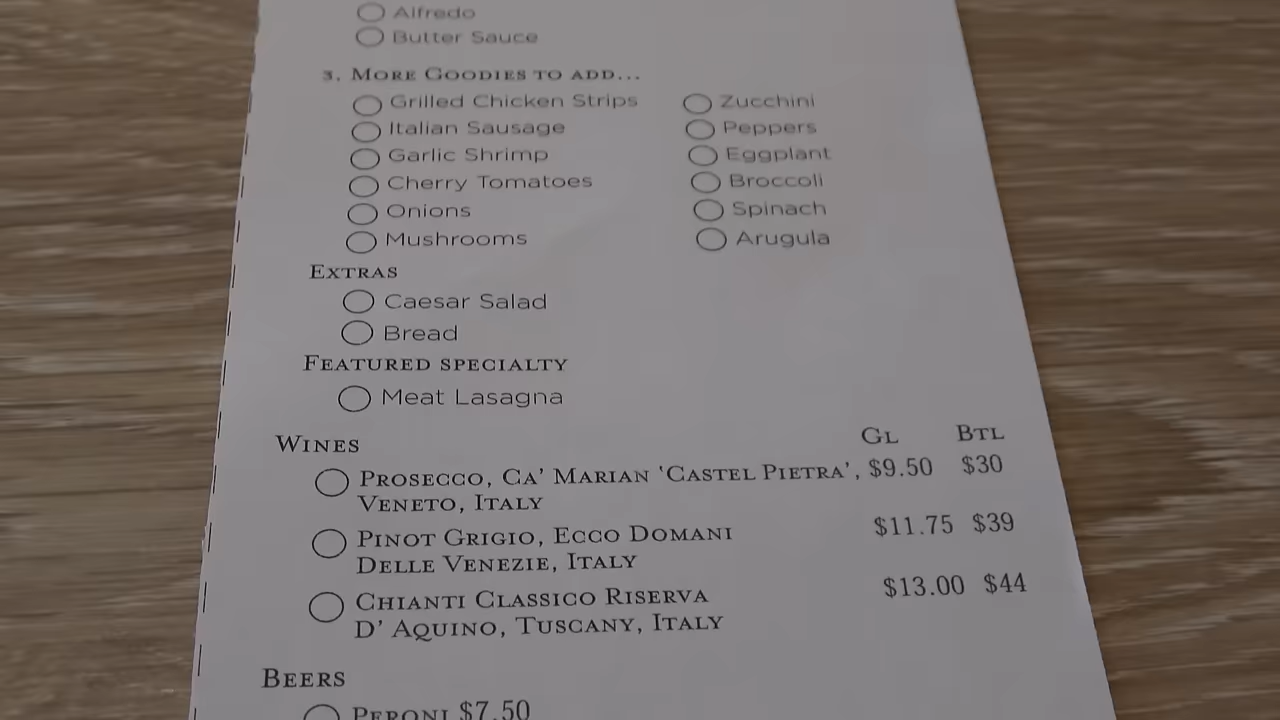 Alfredo
Butter Sauce
3. More Goodies to add...
Grilled Chicken Strips
Zucchini
Italian Sausage
Peppers
Garlic Shrimp
Eggplant
Cherry Tomatoes
Broccoli
Onions
Spinach
Mushrooms
Arugula
Extras
Caesar Salad
Bread
Featured specialty
Meat Lasagna
Wines Gl Btl
Prosecco, Ca' Marian 'Castel Pietra', $9.50 $30
Veneto, Italy
Pinot Grigio, Ecco Domani $11.75 $39
Delle Venezie, Italy
Chianti Classico Riserva $13.00 $44
D' Aquino, Tuscany, Italy
Beers
Peroni $7.50